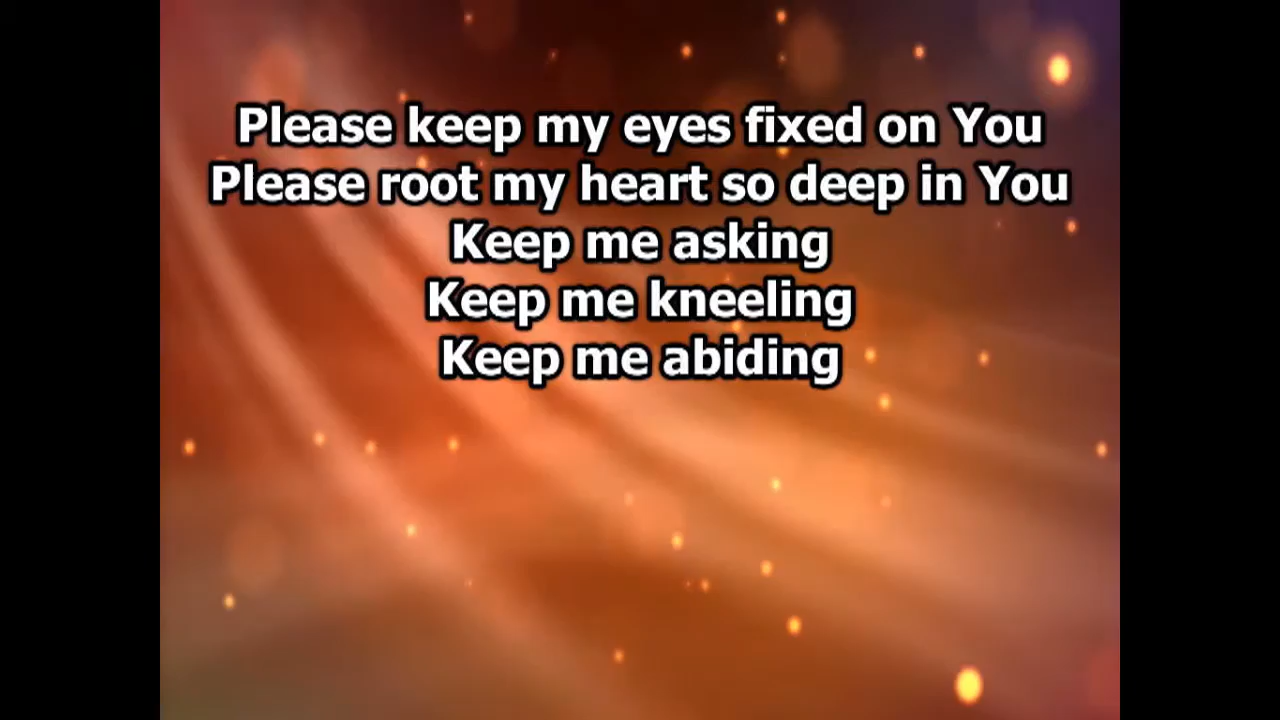 Please keep my eyes fixed on You
Please root my heart so deep in You
Keep me asking
Keep me kneeling
Keep me abiding